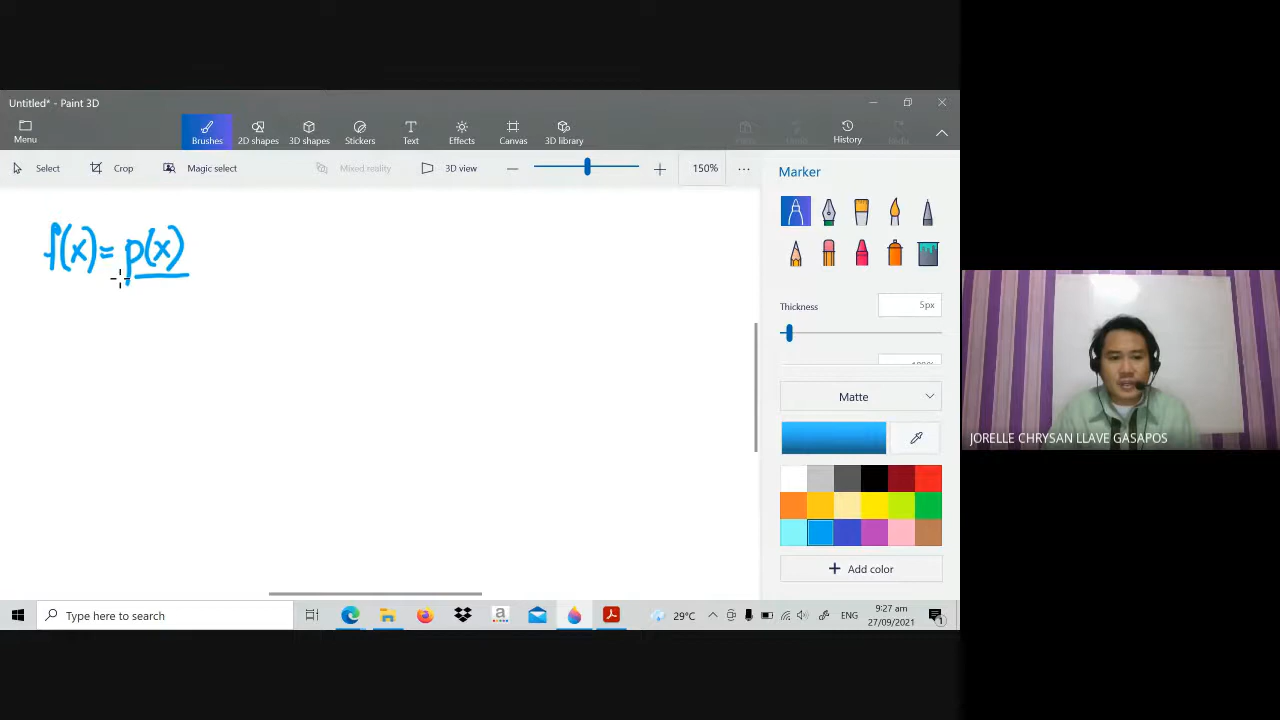 Untitled* - Paint 3D
Menu
Brushes
2D shapes
3D shapes
Stickers
Text
Effects
Canvas
3D library
History
Select
Crop
Magic select
Mixed reality
3D view
150%
Marker
f(x)= p(x)
Thickness
5px
Matte
Add color
JORELLE CHRYSAN LLAVE GASAPOS
Type here to search
a
29°C
ENG
9:27 am
27/09/2021
1